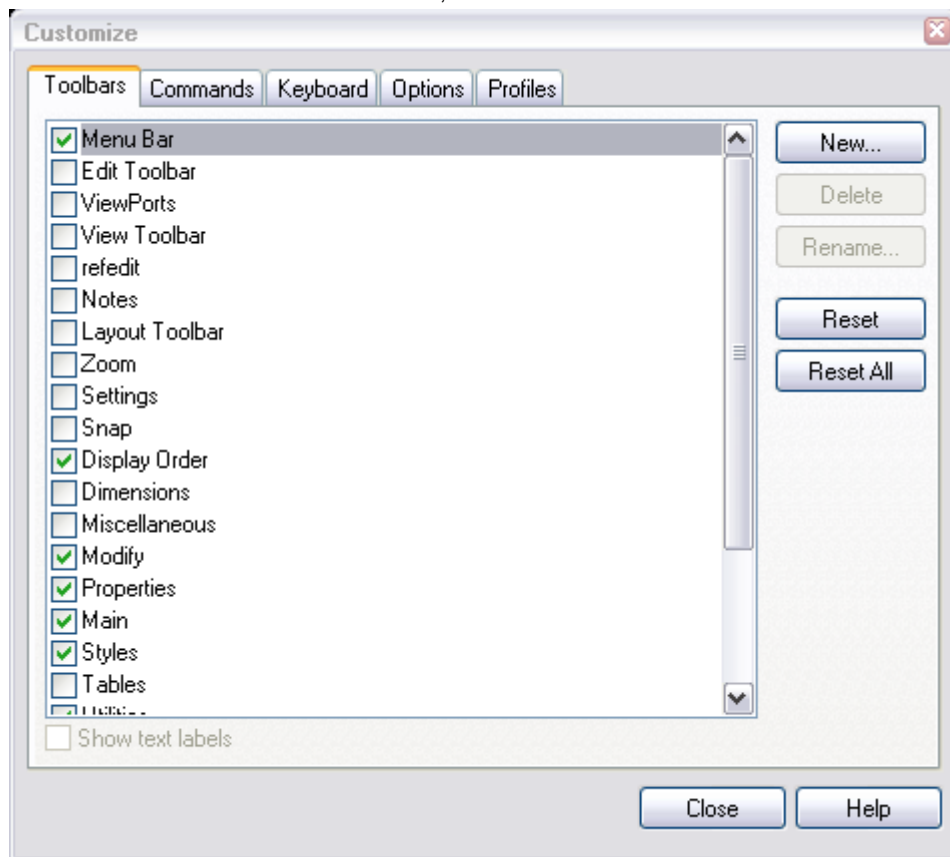 Customize
Toolbars Commands Keyboard Options Profiles
Menu Bar
Edit Toolbar
ViewPorts
View Toolbar
refedit
Notes
Layout Toolbar
Zoom
Settings
Snap
Display Order
Dimensions
Miscellaneous
Modify
Properties
Main
Styles
Tables
New...
Delete
Rename...
Reset
Reset All
Show text labels
Close Help